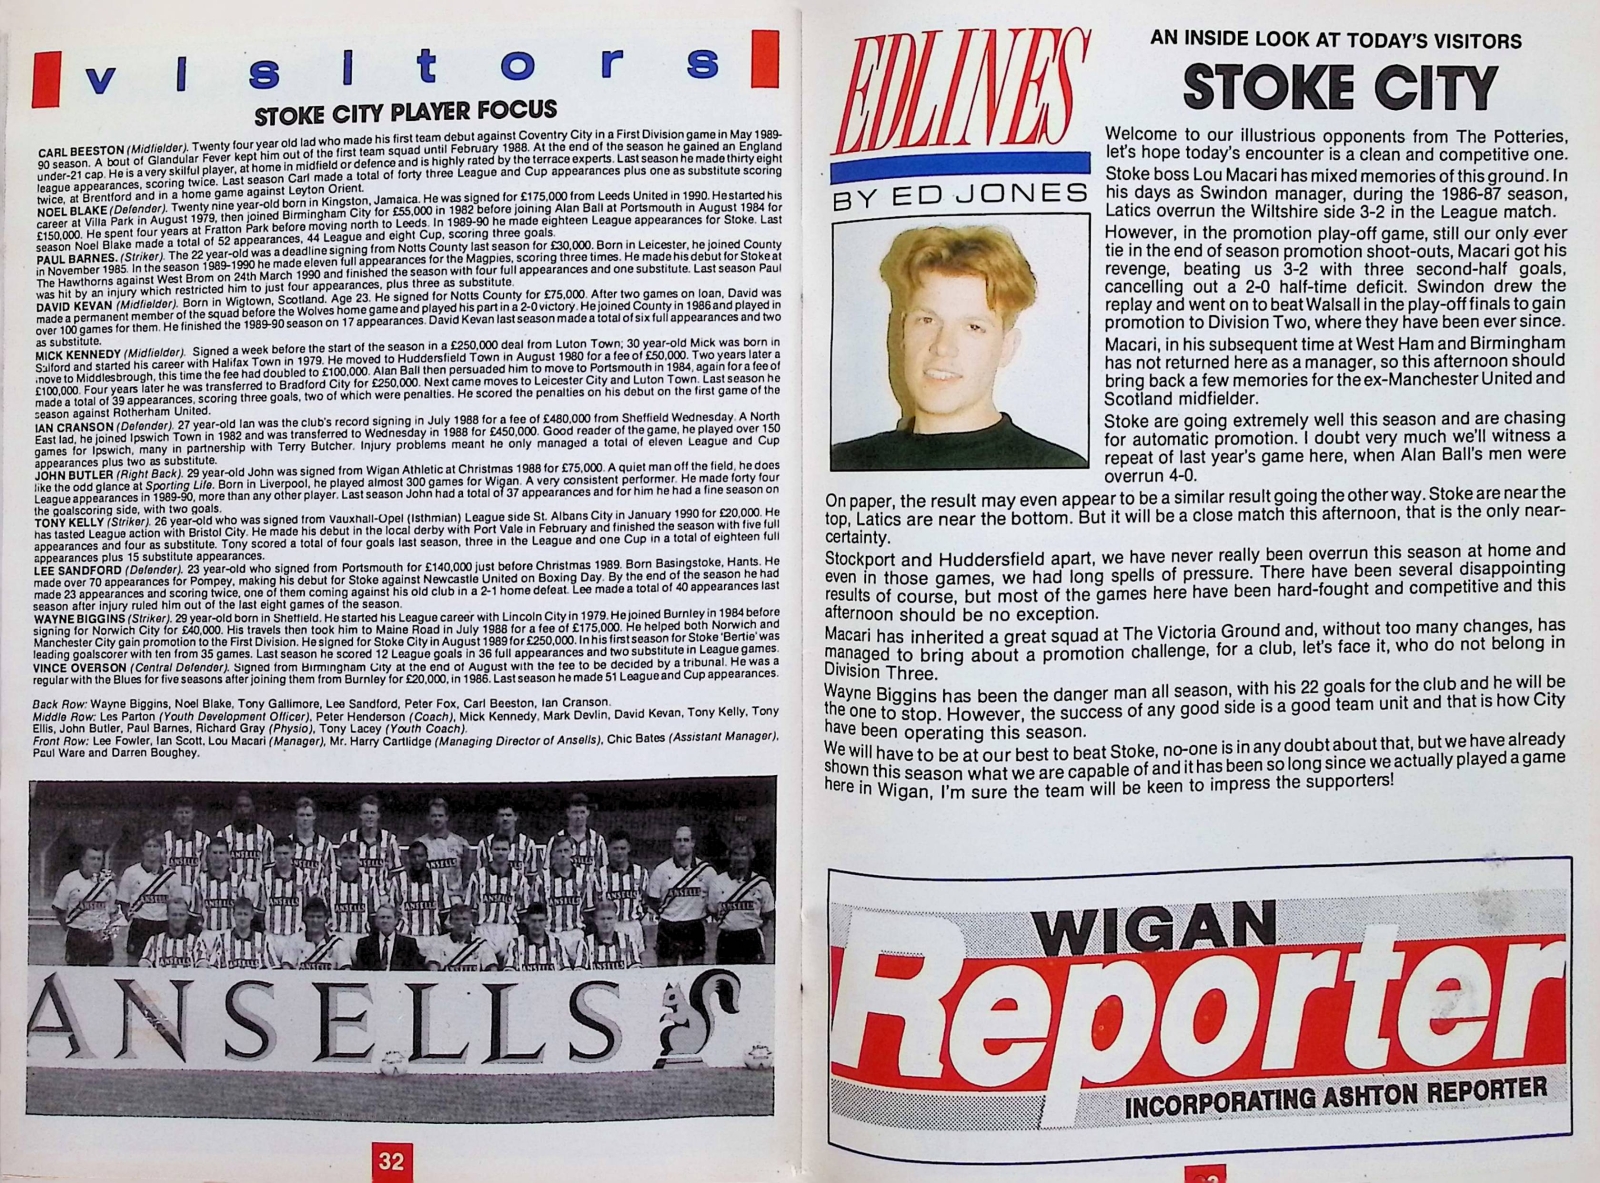 visitors
STOKE CITY PLAYER FOCUS
CARL BEESTON (Midfielder). Twenty four year old lad who made his first team debut against Coventry City in a First Division game in May 1989-
90 season. A bout of Glandular Fever kept him out of the first team squad until February 1988. At the end of the season he gained an England
under-21 cap. He is a very skilful player, at home in midfield or defence and is highly rated by the terrace experts. Last season he made thirty eight
league appearances, scoring twice. Last season Carl made a total of forty three League and Cup appearances plus one as substitute scoring
twice, at Brentford and in a home game against Leyton Orient.
NOEL BLAKE (Defender). Twenty nine year-old born in Kingston, Jamaica. He was signed for £175,000 from Leeds United in 1990. He started his
career at Villa Park in August 1979, then joined Birmingham City for £55,000 in 1982 before joining Alan Ball at Portsmouth in August 1984 for
£150,000. He spent four years at Fratton Park before moving north to Leeds. In 1989-90 he made eighteen League appearances for Stoke. Last
season Noel Blake made a total of 52 appearances, 44 League and eight Cup, scoring three goals.
PAUL BARNES. (Striker). The 22 year-old was a deadline signing from Notts County last season for £30,000. Born in Leicester, he joined County
in November 1985. In the season 1989-1990 he made eleven full appearances for the Magpies, scoring three times. He made his debut for Stoke at
The Hawthorns against West Brom on 24th March 1990 and finished the season with four full appearances and one substitute. Last season Paul
was hit by an injury which restricted him to just four appearances, plus three as substitute.
DAVID KEVAN (Midfielder). Born in Wigtown, Scotland. Age 23. He signed for Notts County for £75,000. After two games on loan, David was
made a permanent member of the squad before the Wolves home game and played his part in a 2-0 victory. He joined County in 1986 and played in
over 100 games for them. He finished the 1989-90 season on 17 appearances. David Kevan last season made a total of six full appearances and two
as substitute.
MICK KENNEDY (Midfielder). Signed a week before the start of the season in a £250,000 deal from Luton Town; 30 year-old Mick was born in
Salford and started his career with Halifax Town in 1979. He moved to Huddersfield Town in August 1980 for a fee of £50,000. Two years later a
move to Middlesbrough, this time the fee had doubled to £100,000. Alan Ball then persuaded him to move to Portsmouth in 1984, again for a fee of
£100,000. Four years later he was transferred to Bradford City for £250,000. Next came moves to Leicester City and Luton Town. Last season he
made a total of 39 appearances, scoring three goals, two of which were penalties. He scored the penalties on his debut on the first game of the
season against Rotherham United.
IAN CRANSON (Defender). 27 year-old Ian was the club's record signing in July 1988 for a fee of £480,000 from Sheffield Wednesday. A North
East lad, he joined Ipswich Town in 1982 and was transferred to Wednesday in 1988 for £450,000. Good reader of the game, he played over 150
games for Ipswich, many in partnership with Terry Butcher. Injury problems meant he only managed a total of eleven League and Cup
appearances plus two as substitute.
JOHN BUTLER (Right Back). 29 year-old John was signed from Wigan Athletic at Christmas 1988 for £75,000. A quiet man off the field, he does
like the odd glance at Sporting Life. Born in Liverpool, he played almost 300 games for Wigan. A very consistent performer. He made forty four
League appearances in 1989-90, more than any other player. Last season John had a total of 37 appearances and for him he had a fine season on
the goalscoring side, with two goals.
TONY KELLY (Striker). 26 year-old who was signed from Vauxhall-Opel (Isthmian) League side St. Albans City in January 1990 for £20,000. He
has tasted League action with Bristol City. He made his debut in the local derby with Port Vale in February and finished the season with five full
appearances and four as substitute. Tony scored a total of four goals last season, three in the League and one Cup in a total of eighteen full
appearances plus 15 substitute appearances.
LEE SANDFORD (Defender). 23 year-old who signed from Portsmouth for £140,000 just before Christmas 1989. Born Basingstoke, Hants. He
made over 70 appearances for Pompey, making his debut for Stoke against Newcastle United on Boxing Day. By the end of the season he had
made 23 appearances and scoring twice, one of them coming against his old club in a 2-1 home defeat. Lee made a total of 40 appearances last
season after injury ruled him out of the last eight games of the season.
WAYNE BIGGINS (Striker). 29 year-old born in Sheffield. He started his League career with Lincoln City in 1979. He joined Burnley in 1984 before
signing for Norwich City for £40,000. His travels then took him to Maine Road in July 1988 for a fee of £175,000. He helped both Norwich and
Manchester City gain promotion to the First Division. He signed for Stoke City in August 1989 for £250,000. In his first season for Stoke 'Bertie' was
leading goalscorer with ten from 35 games. Last season he scored 12 League goals in 36 full appearances and two substitute in League games.
VINCE OVERSON (Central Defender). Signed from Birmingham City at the end of August with the fee to be decided by a tribunal. He was a
regular with the Blues for five seasons after joining them from Burnley for £20,000, in 1986. Last season he made 51 League and Cup appearances.
Back Row: Wayne Biggins, Noel Blake, Tony Gallimore, Lee Sandford, Peter Fox, Carl Beeston, Ian Cranson.
Middle Row: Les Parton (Youth Development Officer), Peter Henderson (Coach), Mick Kennedy, Mark Devlin, David Kevan, Tony Kelly, Tony
Ellis, John Butler, Paul Barnes, Richard Gray (Physio), Tony Lacey (Youth Coach).
Front Row: Lee Fowler, Ian Scott, Lou Macari (Manager), Mr. Harry Cartlidge (Managing Director of Ansells), Chic Bates (Assistant Manager),
Paul Ware and Darren Boughey.
ANSELLS
32
EDLINES
BY ED JONES
AN INSIDE LOOK AT TODAY'S VISITORS
STOKE CITY
Welcome to our illustrious opponents from The Potteries,
let's hope today's encounter is a clean and competitive one.
Stoke boss Lou Macari has mixed memories of this ground. In
his days as Swindon manager, during the 1986-87 season,
Latics overrun the Wiltshire side 3-2 in the League match.
However, in the promotion play-off game, still our only ever
tie in the end of season promotion shoot-outs, Macari got his
revenge, beating us 3-2 with three second-half goals,
cancelling out a 2-0 half-time deficit. Swindon drew the
replay and went on to beat Walsall in the play-off finals to gain
promotion to Division Two, where they have been ever since.
Macari, in his subsequent time at West Ham and Birmingham
has not returned here as a manager, so this afternoon should
bring back a few memories for the ex-Manchester United and
Scotland midfielder.
Stoke are going extremely well this season and are chasing
for automatic promotion. I doubt very much we'll witness a
repeat of last year's game here, when Alan Ball's men were
overrun 4-0.
On paper, the result may even appear to be a similar result going the other way. Stoke are near the
top, Latics are near the bottom. But it will be a close match this afternoon, that is the only near-
certainty.
Stockport and Huddersfield apart, we have never really been overrun this season at home and
even in those games, we had long spells of pressure. There have been several disappointing
results of course, but most of the games here have been hard-fought and competitive and this
afternoon should be no exception.
Macari has inherited a great squad at The Victoria Ground and, without too many changes, has
managed to bring about a promotion challenge, for a club, let's face it, who do not belong in
Division Three.
Wayne Biggins has been the danger man all season, with his 22 goals for the club and he will be
the one to stop. However, the success of any good side is a good team unit and that is how City
have been operating this season.
We will have to be at our best to beat Stoke, no-one is in any doubt about that, but we have already
shown this season what we are capable of and it has been so long since we actually played a game
here in Wigan, I'm sure the team will be keen to impress the supporters!
WIGAN
Reporter
INCORPORATING ASHTON REPORTER